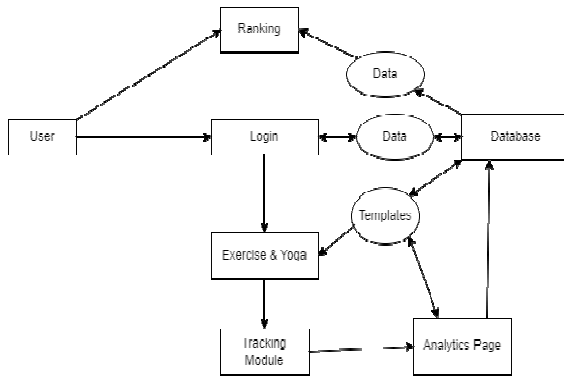 Ranking
Data
User
Login
Data
Database
Templates
Exercise & Yoga
Tracking
Module
Analytics Page